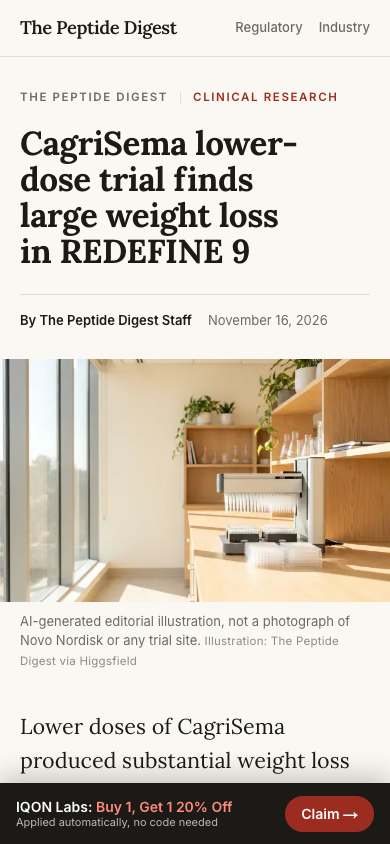 The Peptide Digest
Regulatory Industry
THE PEPTIDE DIGEST | CLINICAL RESEARCH
CagriSema lower-
dose trial finds
large weight loss
in REDEFINE 9
By The Peptide Digest Staff November 16, 2026
AI-generated editorial illustration, not a photograph of
Novo Nordisk or any trial site. Illustration: The Peptide
Digest via Higgsfield
Lower doses of CagriSema
produced substantial weight loss
IQON Labs: Buy 1, Get 1 20% Off
Applied automatically, no code needed
Claim →